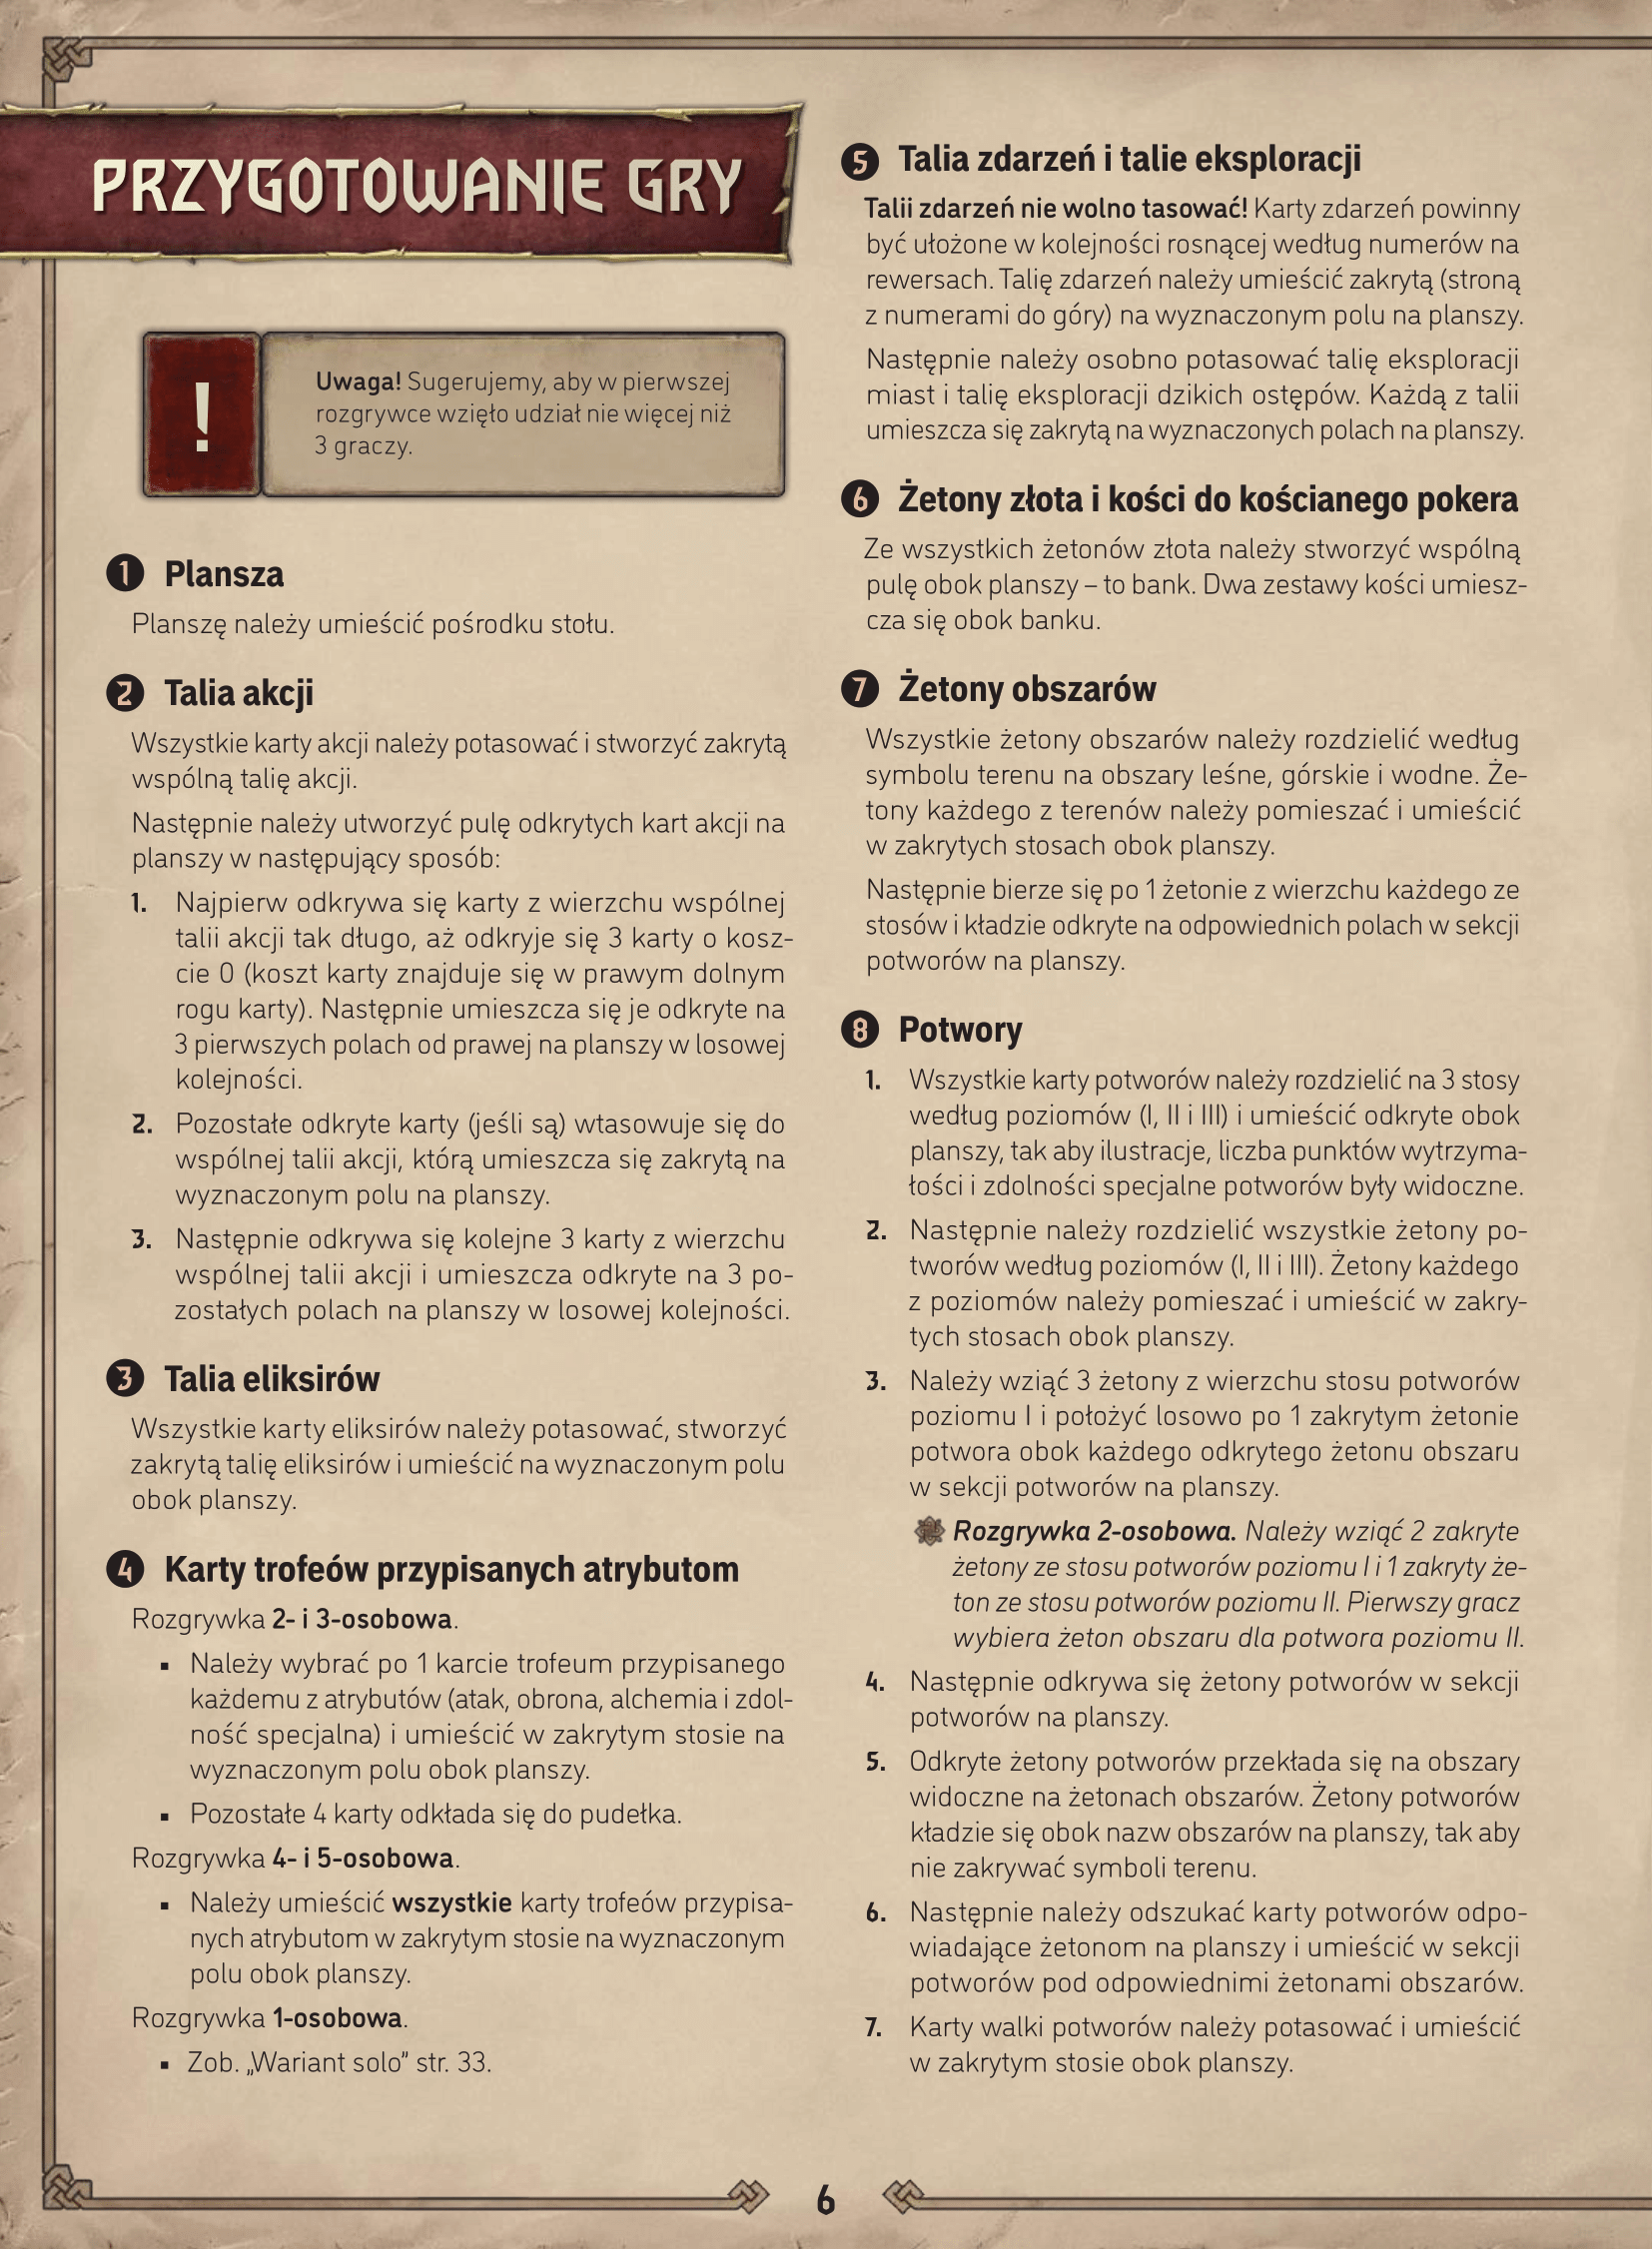 PRZYGOTOWANIE GRY
!
Uwaga! Sugerujemy, aby w pierwszej
rozgrywce wzięło udział nie więcej niż
3 graczy.
1 Plansza
Planszę należy umieścić pośrodku stołu.
2 Talia akcji
Wszystkie karty akcji należy potasować i stworzyć zakrytą
wspólną talię akcji.
Następnie należy utworzyć pulę odkrytych kart akcji na
planszy w następujący sposób:
1. Najpierw odkrywa się karty z wierzchu wspólnej
talii akcji tak długo, aż odkryje się 3 karty o kosz-
cie 0 (koszt karty znajduje się w prawym dolnym
rogu karty). Następnie umieszcza się je odkryte na
3 pierwszych polach od prawej na planszy w losowej
kolejności.
2. Pozostałe odkryte karty (jeśli są) wtasowuje się do
wspólnej talii akcji, którą umieszcza się zakrytą na
wyznaczonym polu na planszy.
3. Następnie odkrywa się kolejne 3 karty z wierzchu
wspólnej talii akcji i umieszcza odkryte na 3 po-
zostałych polach na planszy w losowej kolejności.
3 Talia eliksirów
Wszystkie karty eliksirów należy potasować, stworzyć
zakrytą talię eliksirów i umieścić na wyznaczonym polu
obok planszy.
4 Karty trofeów przypisanych atrybutom
Rozgrywka 2- i 3-osobowa.
▪ Należy wybrać po 1 karcie trofeum przypisanego
każdemu z atrybutów (atak, obrona, alchemia i zdol-
ność specjalna) i umieścić w zakrytym stosie na
wyznaczonym polu obok planszy.
▪ Pozostałe 4 karty odkłada się do pudełka.
Rozgrywka 4- i 5-osobowa.
▪ Należy umieścić wszystkie karty trofeów przypisa-
nych atrybutom w zakrytym stosie na wyznaczonym
polu obok planszy.
Rozgrywka 1-osobowa.
▪ Zob. „Wariant solo” str. 33.
5 Talia zdarzeń i talie eksploracji
Talii zdarzeń nie wolno tasować! Karty zdarzeń powinny
być ułożone w kolejności rosnącej według numerów na
rewersach. Talię zdarzeń należy umieścić zakrytą (stroną
z numerami do góry) na wyznaczonym polu na planszy.
Następnie należy osobno potasować talię eksploracji
miast i talię eksploracji dzikich ostępów. Każdą z talii
umieszcza się zakrytą na wyznaczonych polach na planszy.
6 Żetony złota i kości do kościanego pokera
Ze wszystkich żetonów złota należy stworzyć wspólną
pulę obok planszy – to bank. Dwa zestawy kości umiesz-
cza się obok banku.
7 Żetony obszarów
Wszystkie żetony obszarów należy rozdzielić według
symbolu terenu na obszary leśne, górskie i wodne. Że-
tony każdego z terenów należy pomieszać i umieścić
w zakrytych stosach obok planszy.
Następnie bierze się po 1 żetonie z wierzchu każdego ze
stosów i kładzie odkryte na odpowiednich polach w sekcji
potworów na planszy.
8 Potwory
1. Wszystkie karty potworów należy rozdzielić na 3 stosy
według poziomów (I, II i III) i umieścić odkryte obok
planszy, tak aby ilustracje, liczba punktów wytrzyma-
łości i zdolności specjalne potworów były widoczne.
2. Następnie należy rozdzielić wszystkie żetony po-
tworów według poziomów (I, II i III). Żetony każdego
z poziomów należy pomieszać i umieścić w zakry-
tych stosach obok planszy.
3. Należy wziąć 3 żetony z wierzchu stosu potworów
poziomu I i położyć losowo po 1 zakrytym żetonie
potwora obok każdego odkrytego żetonu obszaru
w sekcji potworów na planszy.
Rozgrywka 2-osobowa. Należy wziąć 2 zakryte
żetony ze stosu potworów poziomu I i 1 zakryty że-
ton ze stosu potworów poziomu II. Pierwszy gracz
wybiera żeton obszaru dla potwora poziomu II.
4. Następnie odkrywa się żetony potworów w sekcji
potworów na planszy.
5. Odkryte żetony potworów przekłada się na obszary
widoczne na żetonach obszarów. Żetony potworów
kładzie się obok nazw obszarów na planszy, tak aby
nie zakrywać symboli terenu.
6. Następnie należy odszukać karty potworów odpo-
wiadające żetonom na planszy i umieścić w sekcji
potworów pod odpowiednimi żetonami obszarów.
7. Karty walki potworów należy potasować i umieścić
w zakrytym stosie obok planszy.
6